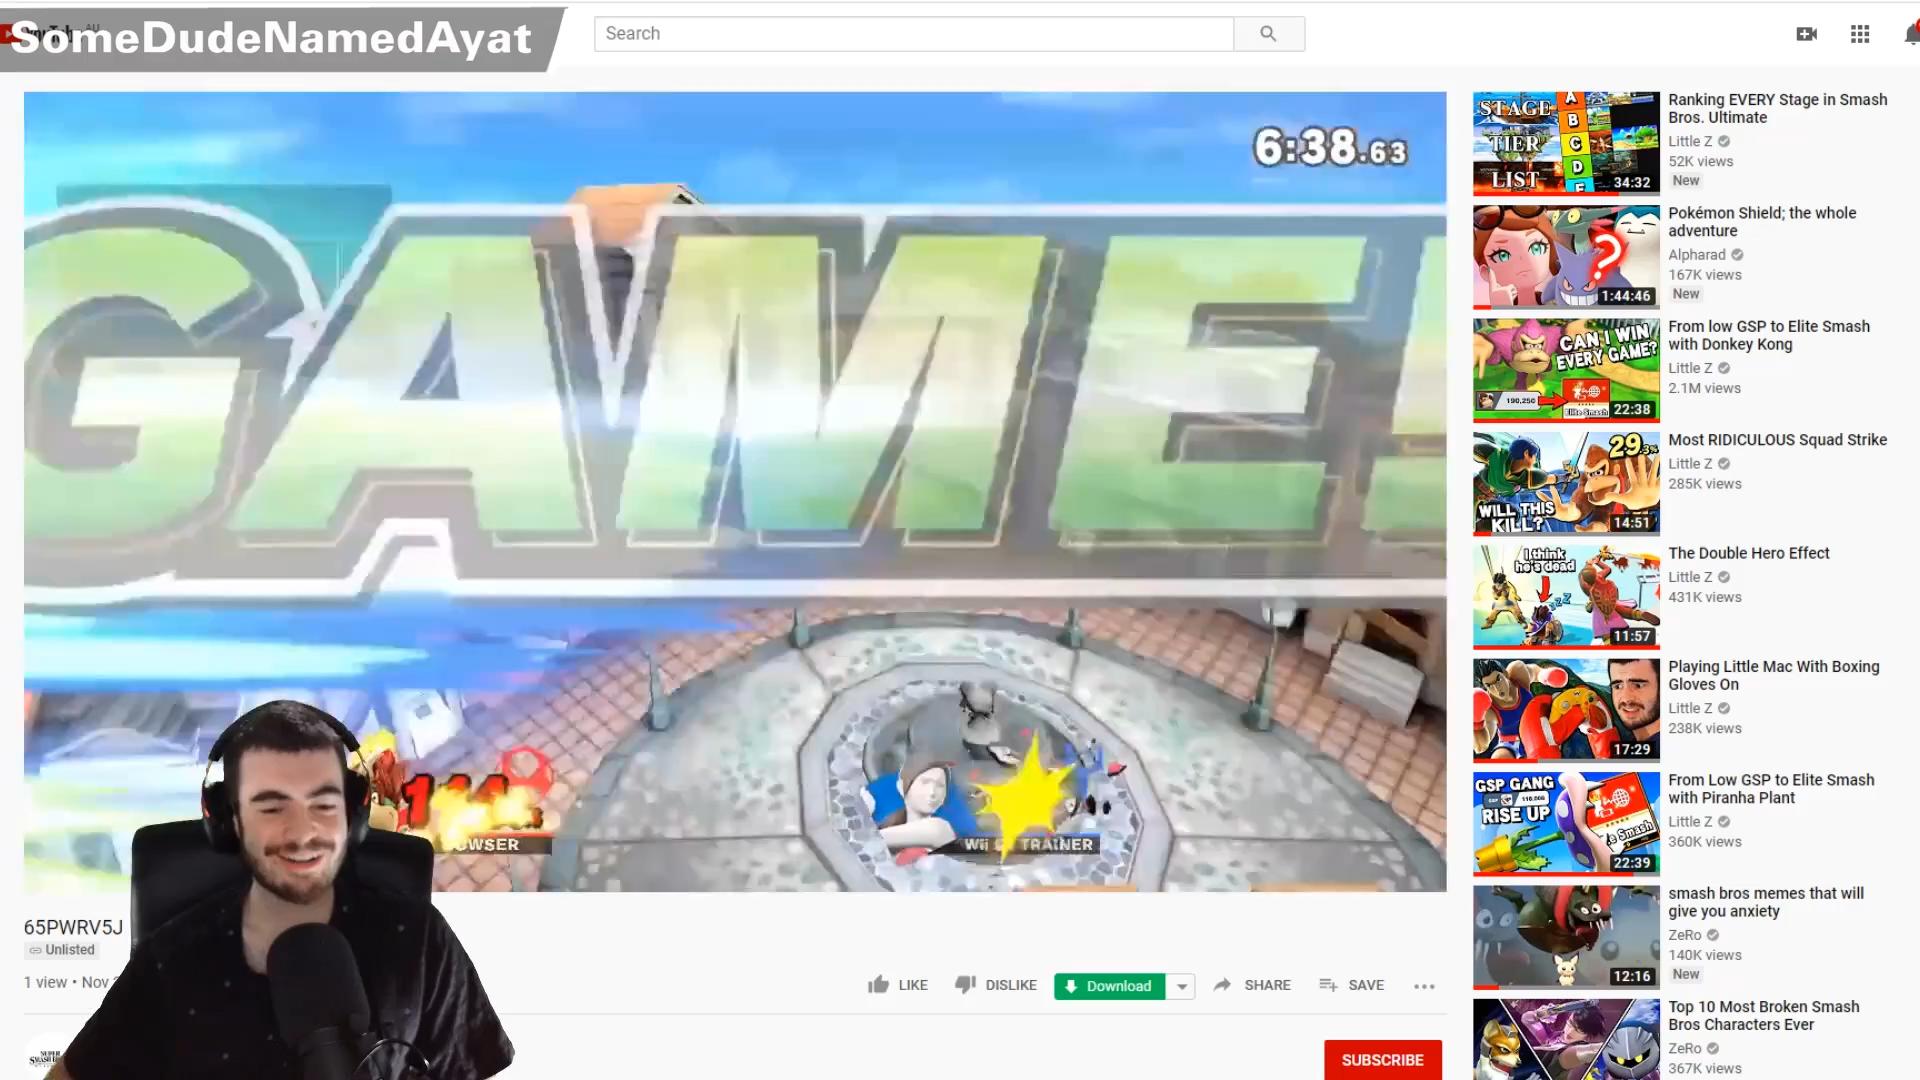 SomeDudeNamedAyat
Search
6:38.63
GAME!
WSER
Wii TRAINER
65PWRV5J
Unlisted
1 view • Nov
LIKE
DISLIKE
Download
SHARE
SAVE
SUBSCRIBE
STAGE
TIER
LIST
A
B
C
D
E
34:32
Ranking EVERY Stage in Smash
Bros. Ultimate
Little Z
52K views
New
?
1:44:46
Pokémon Shield; the whole
adventure
Alpharad
167K views
New
CAN I WIN
EVERY GAME?
190,250
Elite Smash
22:38
From low GSP to Elite Smash
with Donkey Kong
Little Z
2.1M views
29.3%
WILL THIS
KILL?
14:51
Most RIDICULOUS Squad Strike
Little Z
285K views
I think
he's dead
zZZ
11:57
The Double Hero Effect
Little Z
431K views
17:29
Playing Little Mac With Boxing
Gloves On
Little Z
238K views
GSP GANG
RISE UP
e Smash
22:39
From Low GSP to Elite Smash
with Piranha Plant
Little Z
360K views
12:16
smash bros memes that will
give you anxiety
ZeRo
140K views
New
Top 10 Most Broken Smash
Bros Characters Ever
ZeRo
367K views